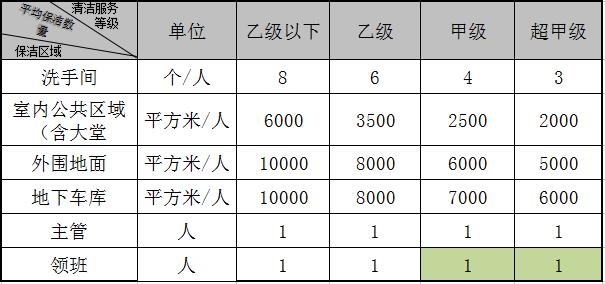 清洁服务等级
平均保洁数量
保洁区域
单位 乙级以下 乙级 甲级 超甲级
洗手间 个/人 8 6 4 3
室内公共区域
（含大堂 平方米/人 6000 3500 2500 2000
外围地面 平方米/人 10000 8000 6000 5000
地下车库 平方米/人 10000 8000 7000 6000
主管 人 1 1 1 1
领班 人 1 1 1 1